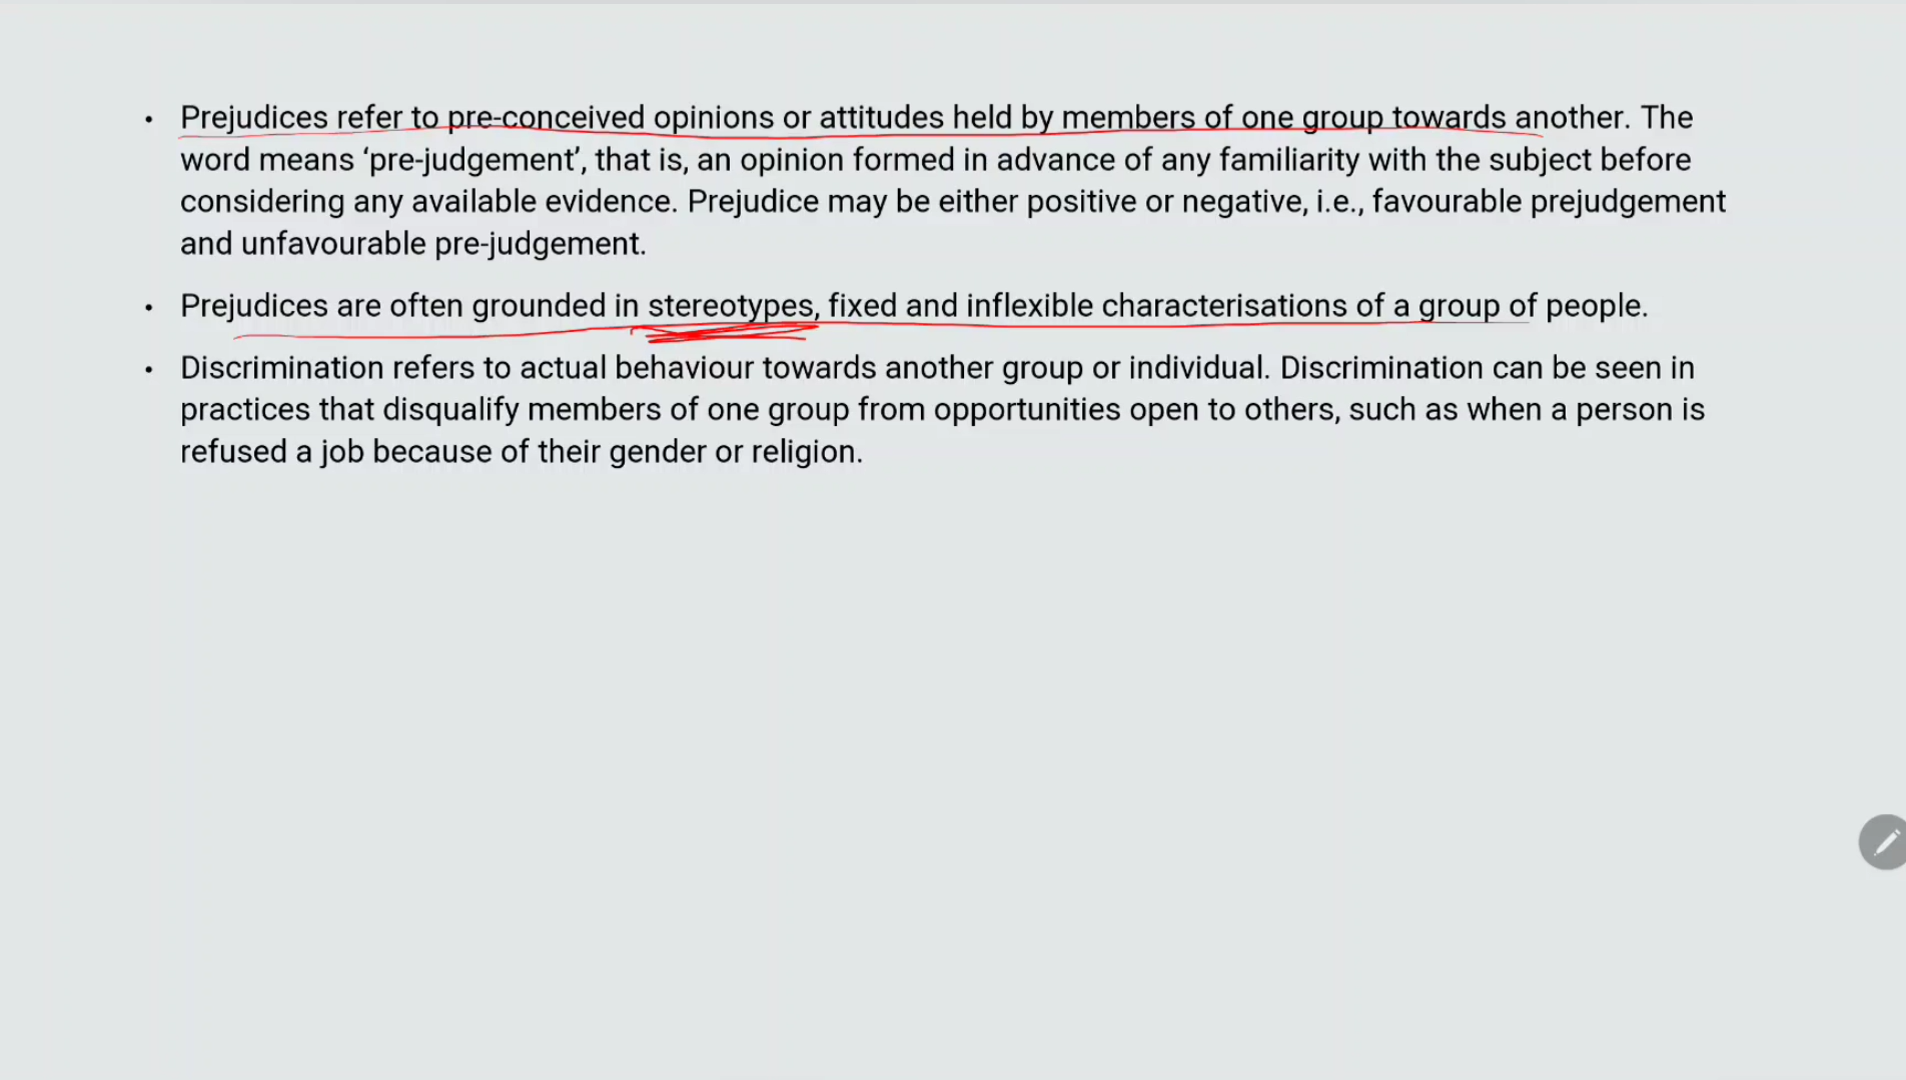 • Prejudices refer to pre-conceived opinions or attitudes held by members of one group towards another. The
word means ‘pre-judgement’, that is, an opinion formed in advance of any familiarity with the subject before
considering any available evidence. Prejudice may be either positive or negative, i.e., favourable prejudgement
and unfavourable pre-judgement.
• Prejudices are often grounded in stereotypes, fixed and inflexible characterisations of a group of people.
• Discrimination refers to actual behaviour towards another group or individual. Discrimination can be seen in
practices that disqualify members of one group from opportunities open to others, such as when a person is
refused a job because of their gender or religion.